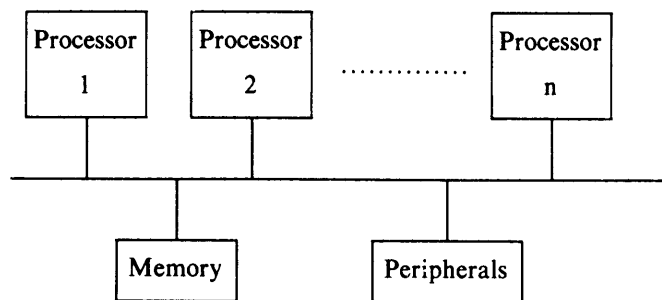 Processor
1
Processor
2
...............
Processor
n
Memory
Peripherals